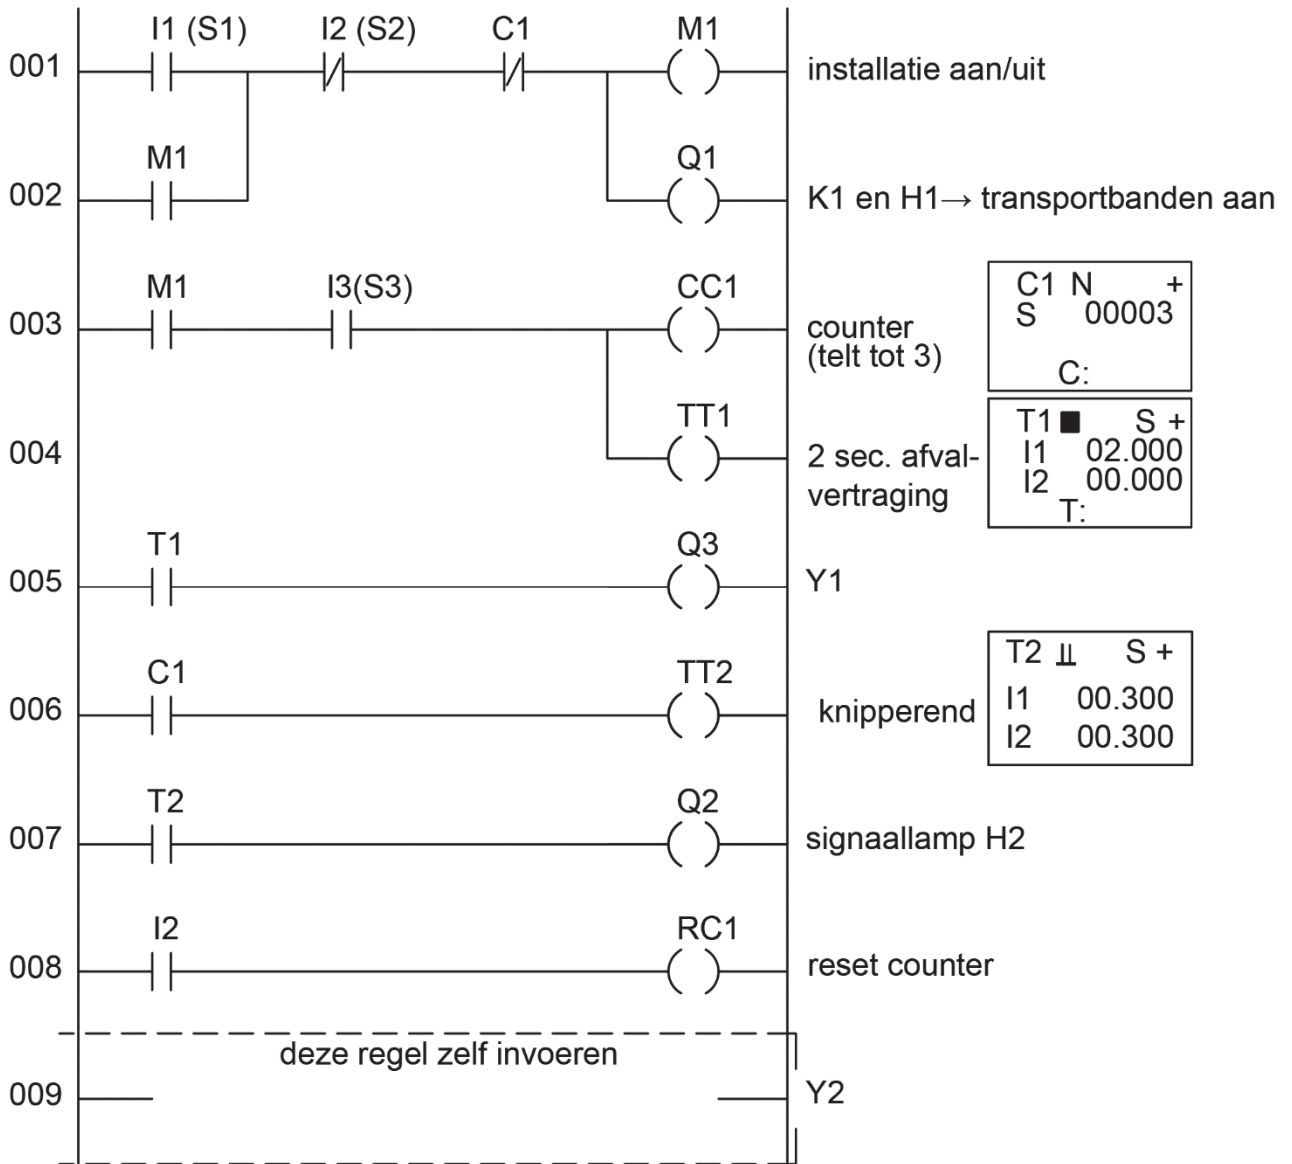 I1 (S1) I2 (S2) C1 M1
001 installatie aan/uit
M1 Q1
002 K1 en H1→ transportbanden aan
M1 I3(S3) CC1
003 counter
(telt tot 3)
C1 N +
S 00003
C:
TT1
004 2 sec. afval-
vertraging
T1 S +
I1 02.000
I2 00.000
T:
T1 Q3
005 Y1
C1 TT2
006 knipperend
T2 S +
I1 00.300
I2 00.300
T2 Q2
007 signaallamp H2
I2 RC1
008 reset counter
deze regel zelf invoeren
009 Y2